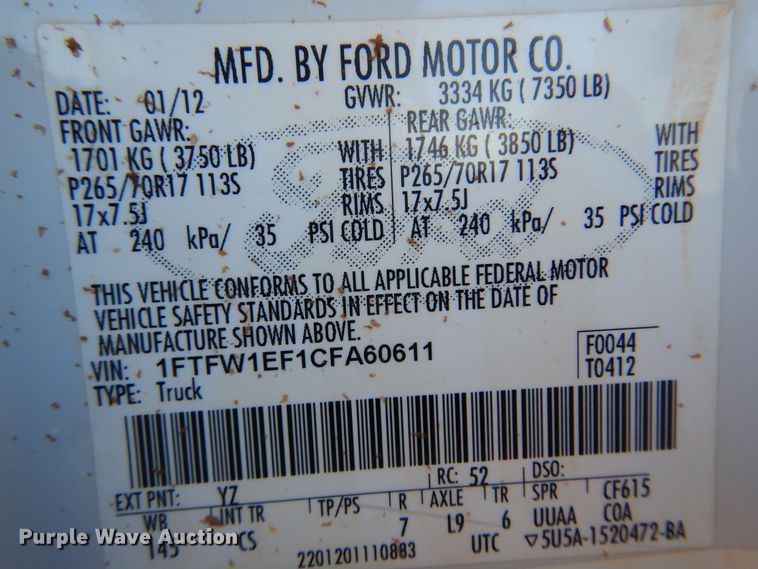 MFD. BY FORD MOTOR CO.
DATE: 01/12 GVWR: 3334 KG ( 7350 LB)
FRONT GAWR: REAR GAWR:
1701 KG ( 3750 LB) WITH 1746 KG ( 3850 LB) WITH
P265/70R17 113S TIRES P265/70R17 113S TIRES
17x7.5J RIMS 17x7.5J RIMS
AT 240 kPa/ 35 PSI COLD AT 240 kPa/ 35 PSI COLD
THIS VEHICLE CONFORMS TO ALL APPLICABLE FEDERAL MOTOR
VEHICLE SAFETY STANDARDS IN EFFECT ON THE DATE OF
MANUFACTURE SHOWN ABOVE.
VIN: 1FTFW1EF1CFA60611 F0044
TYPE: Truck T0412
EXT PNT: YZ RC: 52 DSO:
WB INT TR TP/PS R AXLE TR SPR CF615
145 CS 7 L9 6 UUAA COA
2201201110883 UTC ▽5U5A-1520472-BA
Purple Wave Auction